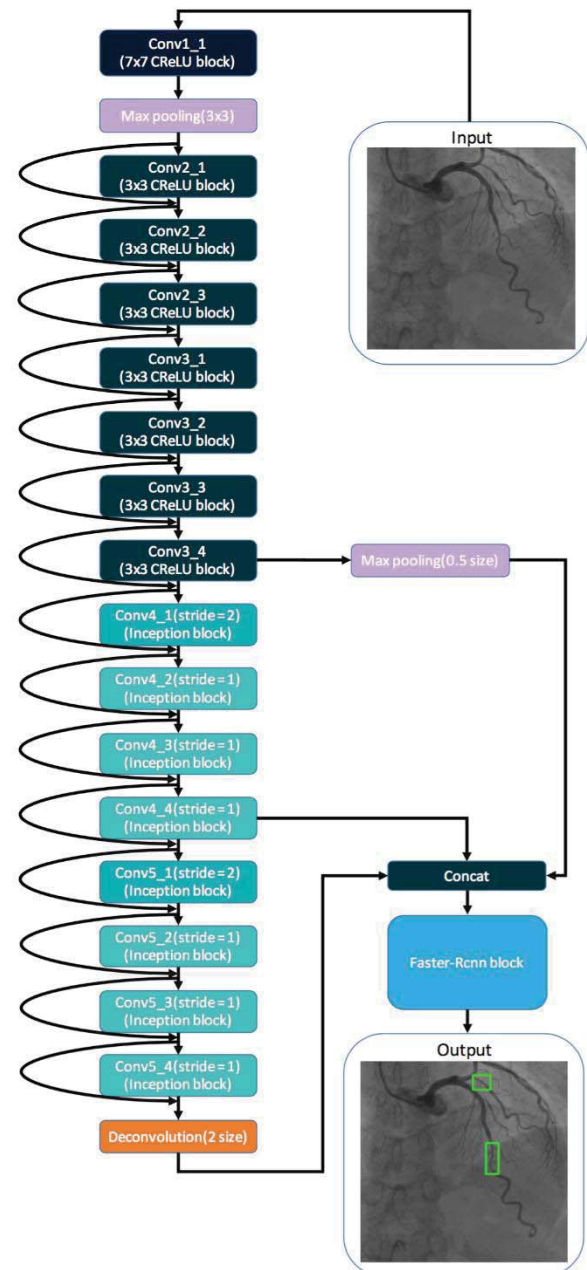 Conv1_1
(7x7 CReLU block)
Max pooling(3x3)
Input
Conv2_1
(3x3 CReLU block)
Conv2_2
(3x3 CReLU block)
Conv2_3
(3x3 CReLU block)
Conv3_1
(3x3 CReLU block)
Conv3_2
(3x3 CReLU block)
Conv3_3
(3x3 CReLU block)
Conv3_4
(3x3 CReLU block)
Max pooling(0.5 size)
Conv4_1(stride=2)
(Inception block)
Conv4_2(stride=1)
(Inception block)
Conv4_3(stride=1)
(Inception block)
Conv4_4(stride=1)
(Inception block)
Conv5_1(stride=2)
(Inception block)
Concat
Conv5_2(stride=1)
(Inception block)
Faster-Rcnn block
Conv5_3(stride=1)
(Inception block)
Conv5_4(stride=1)
(Inception block)
Output
Deconvolution(2 size)